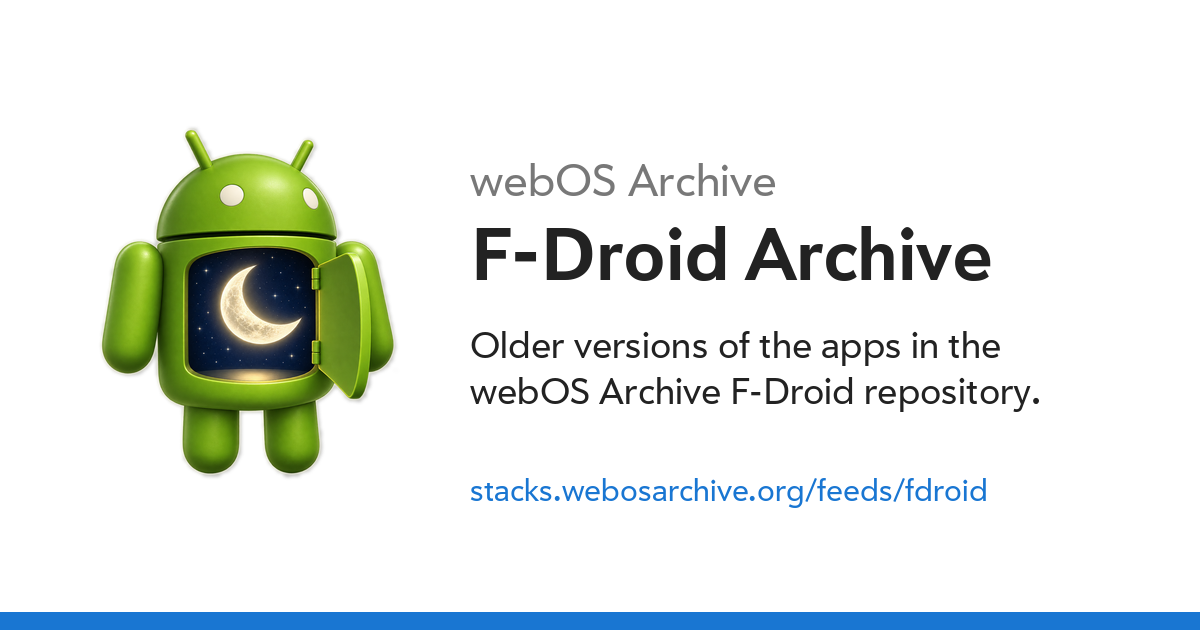 webOS Archive
F-Droid Archive
Older versions of the apps in the
webOS Archive F-Droid repository.
stacks.webosarchive.org/feeds/fdroid